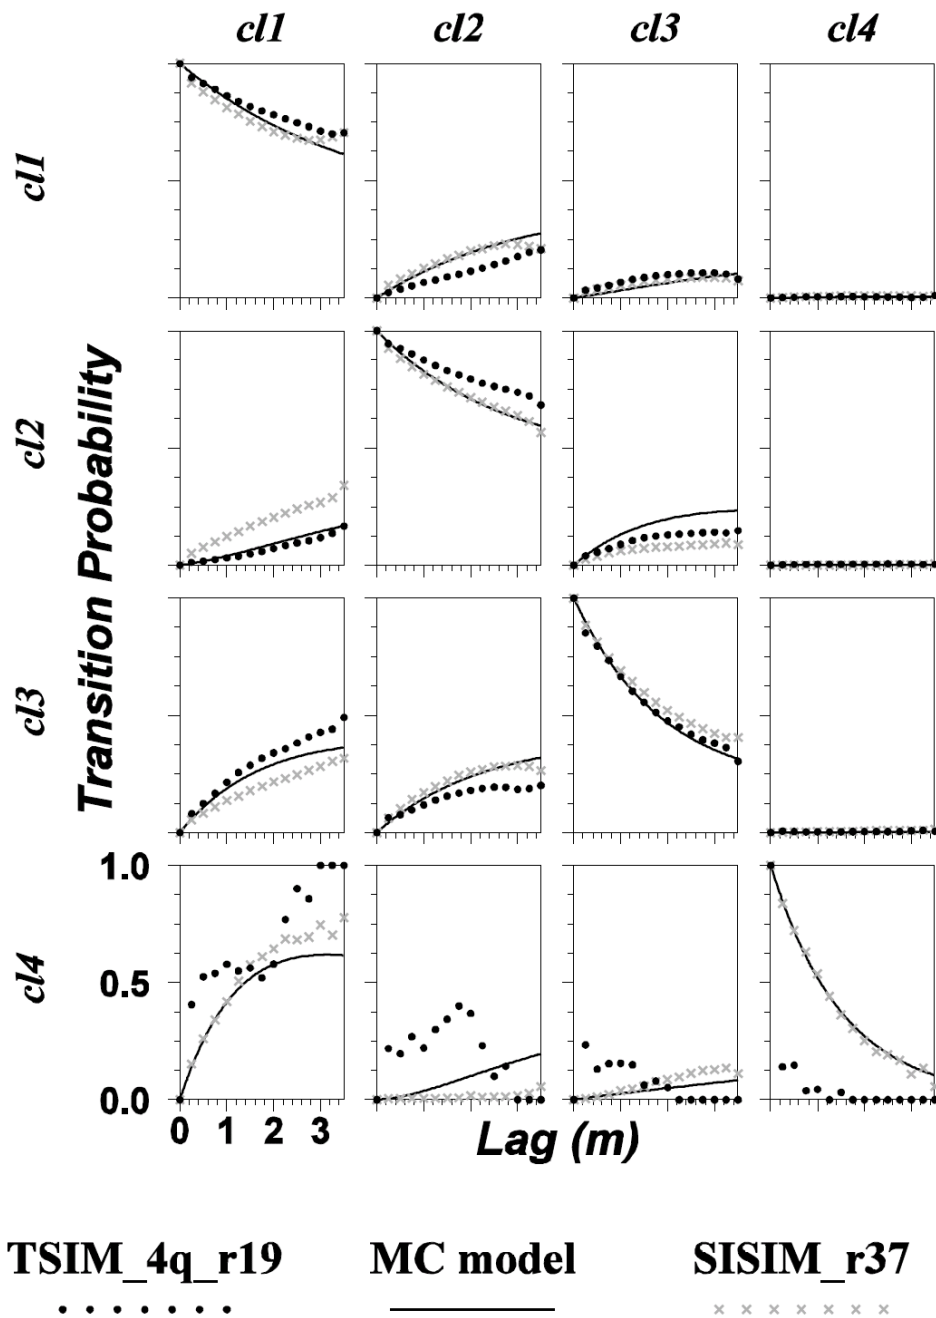 cl1 cl2 cl3 cl4
cl1
cl2
cl3
cl4
Transition Probability
1.0
0.5
0.0
0 1 2 3
Lag (m)
TSIM_4q_r19 MC model SISIM_r37